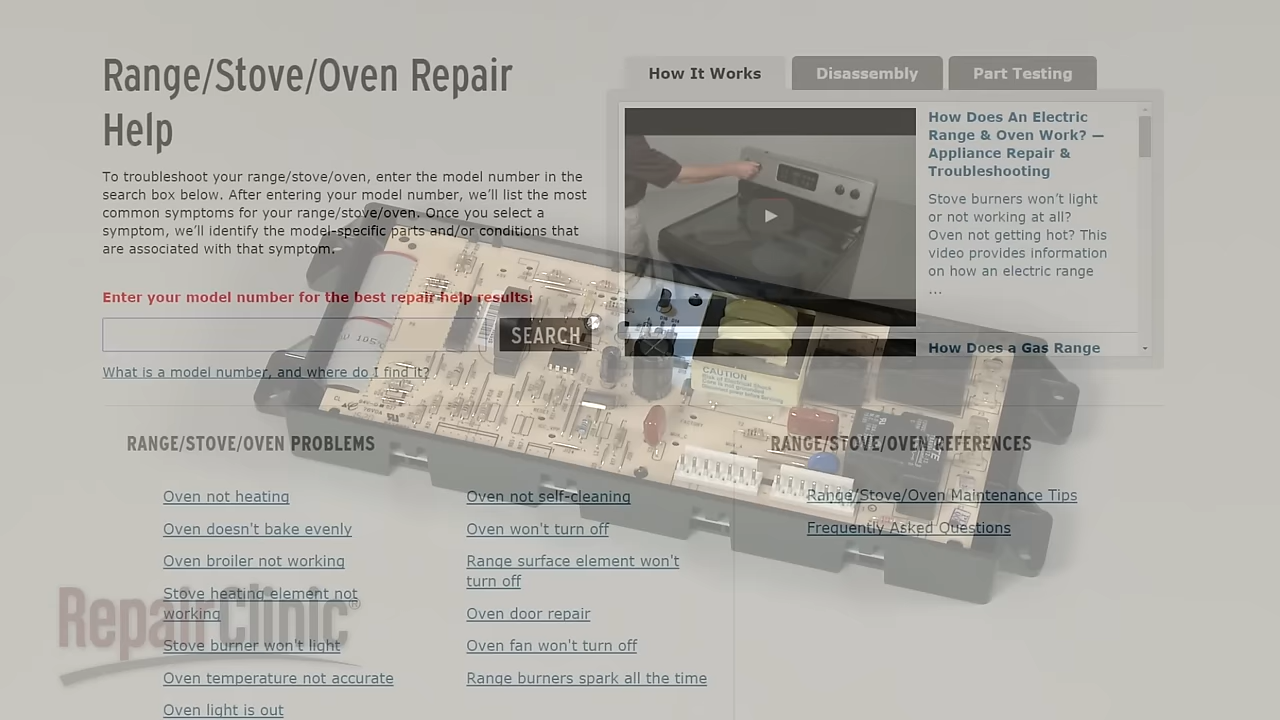 Range/Stove/Oven Repair
Help
To troubleshoot your range/stove/oven, enter the model number in the
search box below. After entering your model number, we’ll list the most
common symptoms for your range/stove/oven. Once you select a
symptom, we’ll identify the model-specific parts and/or conditions that
are associated with that symptom.
Enter your model number for the best repair help results:
SEARCH
What is a model number, and where do I find it?
How It Works
Disassembly
Part Testing
How Does An Electric
Range & Oven Work? —
Appliance Repair &
Troubleshooting
Stove burners won’t light
or not working at all?
Oven not getting hot? This
video provides information
on how an electric range
...
How Does a Gas Range
CAUTION
RANGE/STOVE/OVEN PROBLEMS
Oven not heating
Oven doesn't bake evenly
Oven broiler not working
Stove heating element not
working
Stove burner won't light
Oven temperature not accurate
Oven light is out
Oven not self-cleaning
Oven won't turn off
Range surface element won't
turn off
Oven door repair
Oven fan won't turn off
Range burners spark all the time
RANGE/STOVE/OVEN REFERENCES
Range/Stove/Oven Maintenance Tips
Frequently Asked Questions
RepairClinic®